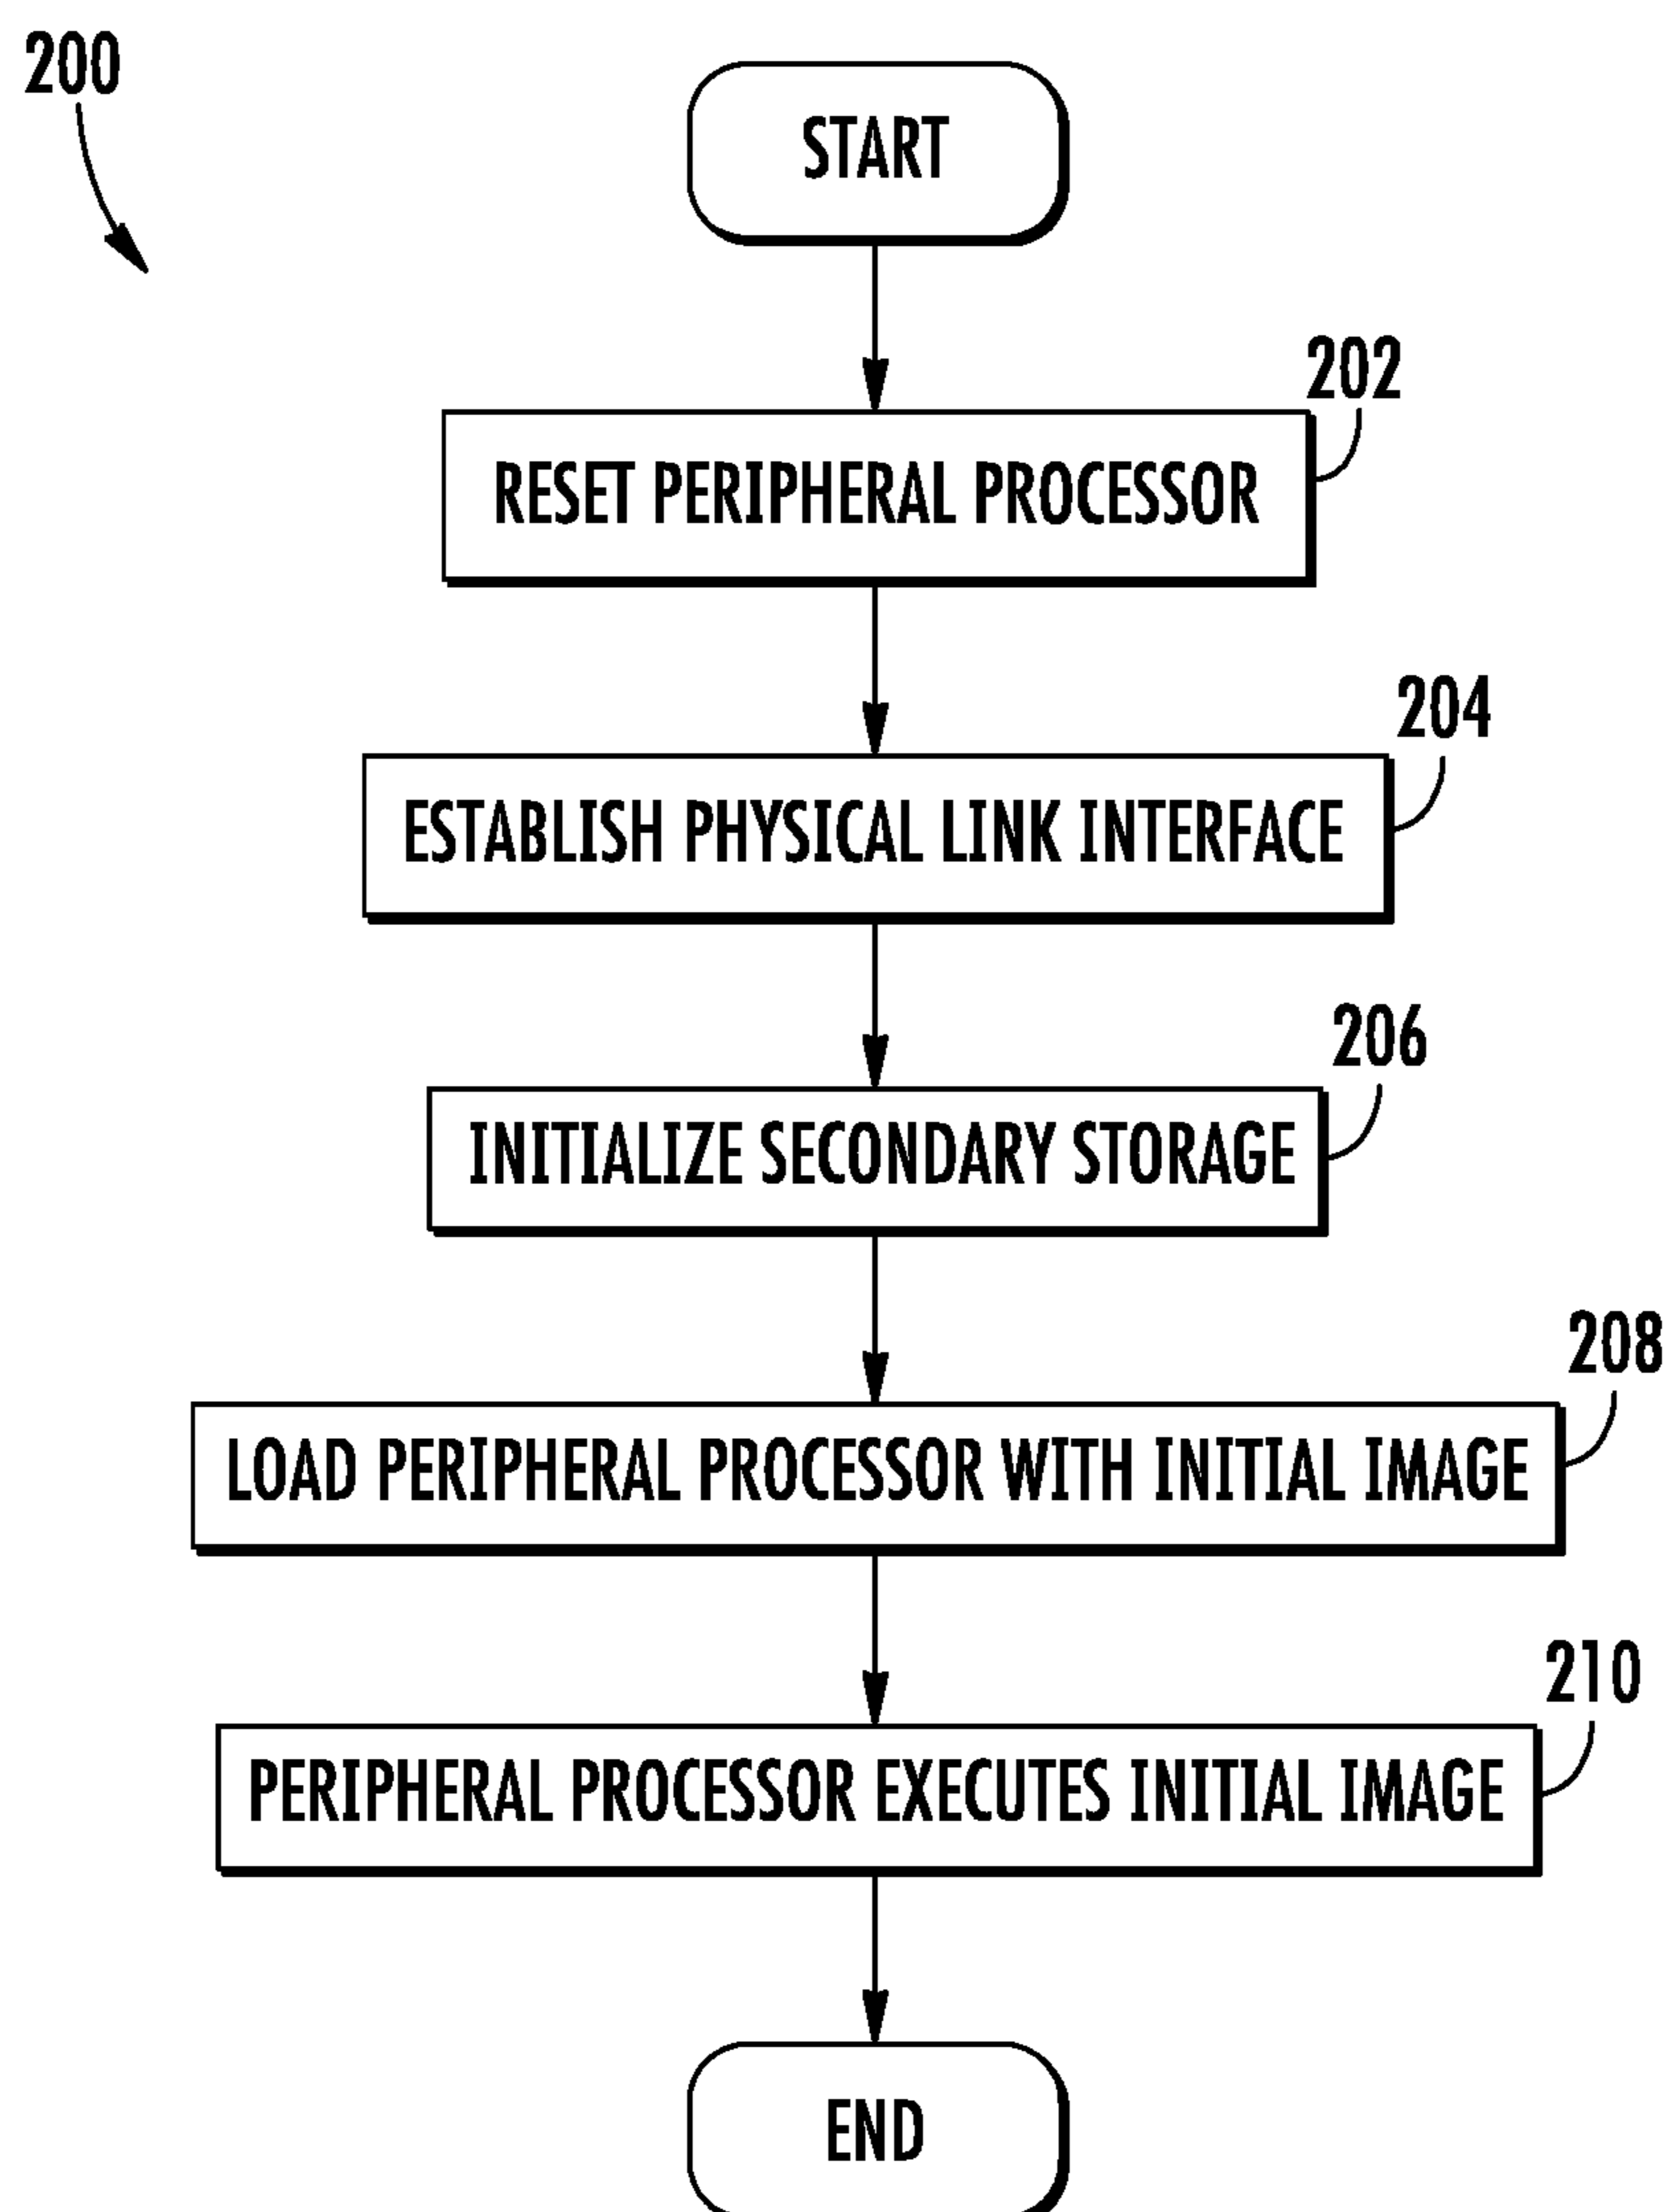 200
START
202
RESET PERIPHERAL PROCESSOR
204
ESTABLISH PHYSICAL LINK INTERFACE
206
INITIALIZE SECONDARY STORAGE
208
LOAD PERIPHERAL PROCESSOR WITH INITIAL IMAGE
210
PERIPHERAL PROCESSOR EXECUTES INITIAL IMAGE
END